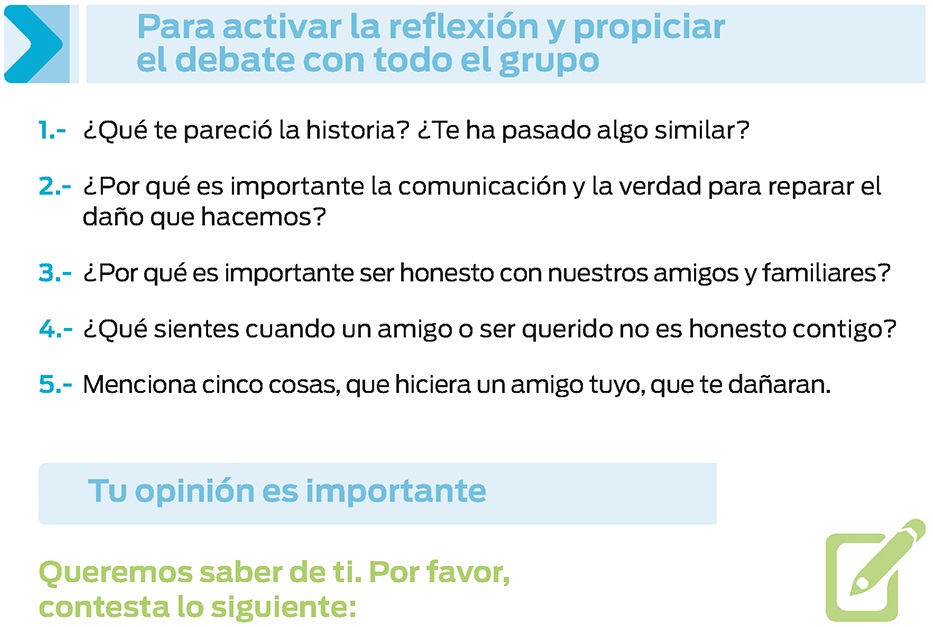 Para activar la reflexión y propiciar
el debate con todo el grupo
1.- ¿Qué te pareció la historia? ¿Te ha pasado algo similar?
2.- ¿Por qué es importante la comunicación y la verdad para reparar el
daño que hacemos?
3.- ¿Por qué es importante ser honesto con nuestros amigos y familiares?
4.- ¿Qué sientes cuando un amigo o ser querido no es honesto contigo?
5.- Menciona cinco cosas, que hiciera un amigo tuyo, que te dañaran.
Tu opinión es importante
Queremos saber de ti. Por favor,
contesta lo siguiente: